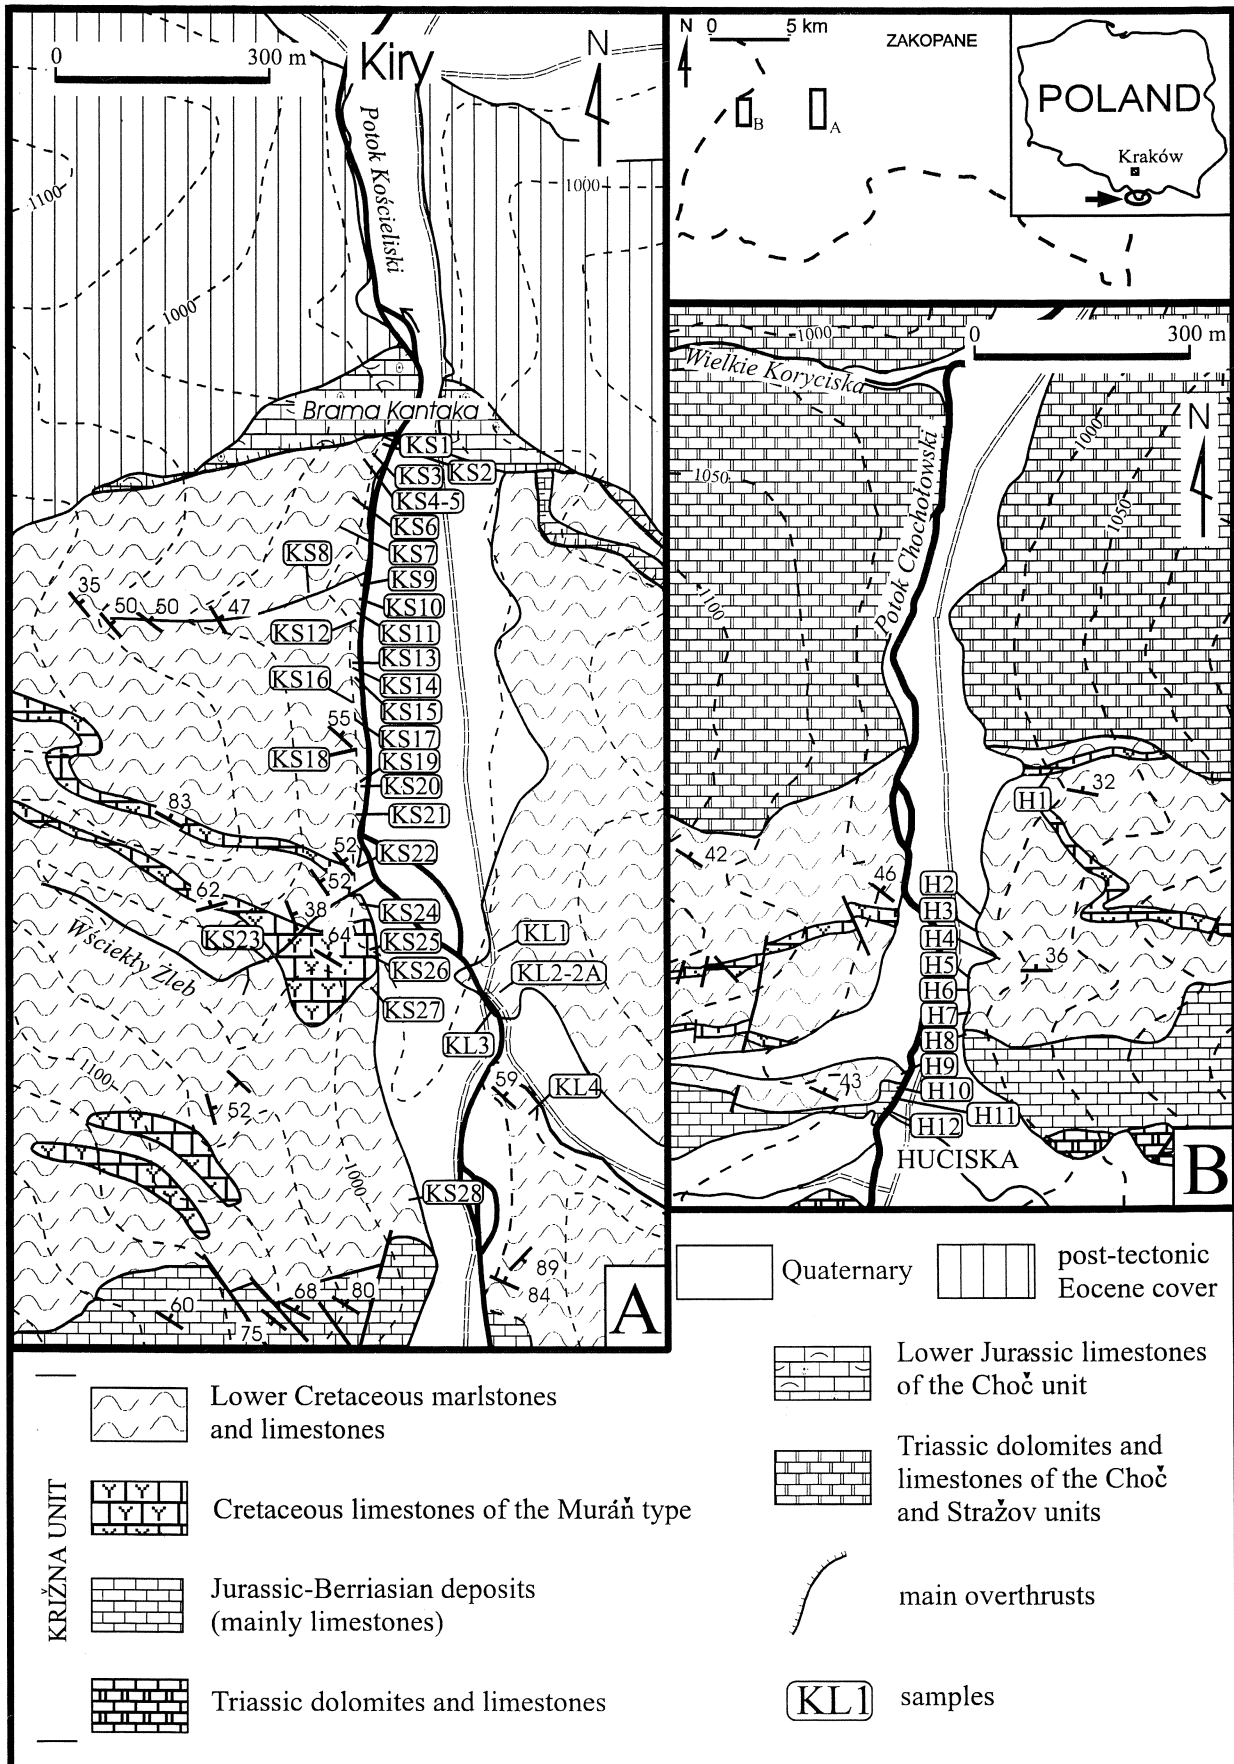 0
300 m
Kiry
N
Potok Kościeliski
1100
1000
1000
Brama Kantaka
KS1
KS3
KS2
KS4-5
KS6
KS7
KS8
KS9
KS10
KS11
KS12
KS13
KS14
KS16
KS15
KS17
KS18
KS19
KS20
KS21
KS22
KS24
KS23
KS25
KS26
KS27
KL1
KL2-2A
KL3
KL4
KS28
35
50
50
47
55
83
52
52
62
38
64
59
52
1100
1000
Wściekły Żleb
89
84
60
75
68
80
A
N
0
5 km
ZAKOPANE
B
A
POLAND
Kraków
0
300 m
1000
Wielkie Koryciska
N
1050
1000
1050
1100
Potok Chochołowski
H1
32
42
46
36
43
H2
H3
H4
H5
H6
H7
H8
H9
H10
H11
H12
HUCISKA
B
Quaternary
post-tectonic
Eocene cover
Lower Jurassic limestones
of the Choč unit
Triassic dolomites and
limestones of the Choč
and Stražov units
main overthrusts
KL1
samples
KRIŽNA UNIT
Lower Cretaceous marlstones
and limestones
Cretaceous limestones of the Muráň type
Jurassic-Berriasian deposits
(mainly limestones)
Triassic dolomites and limestones